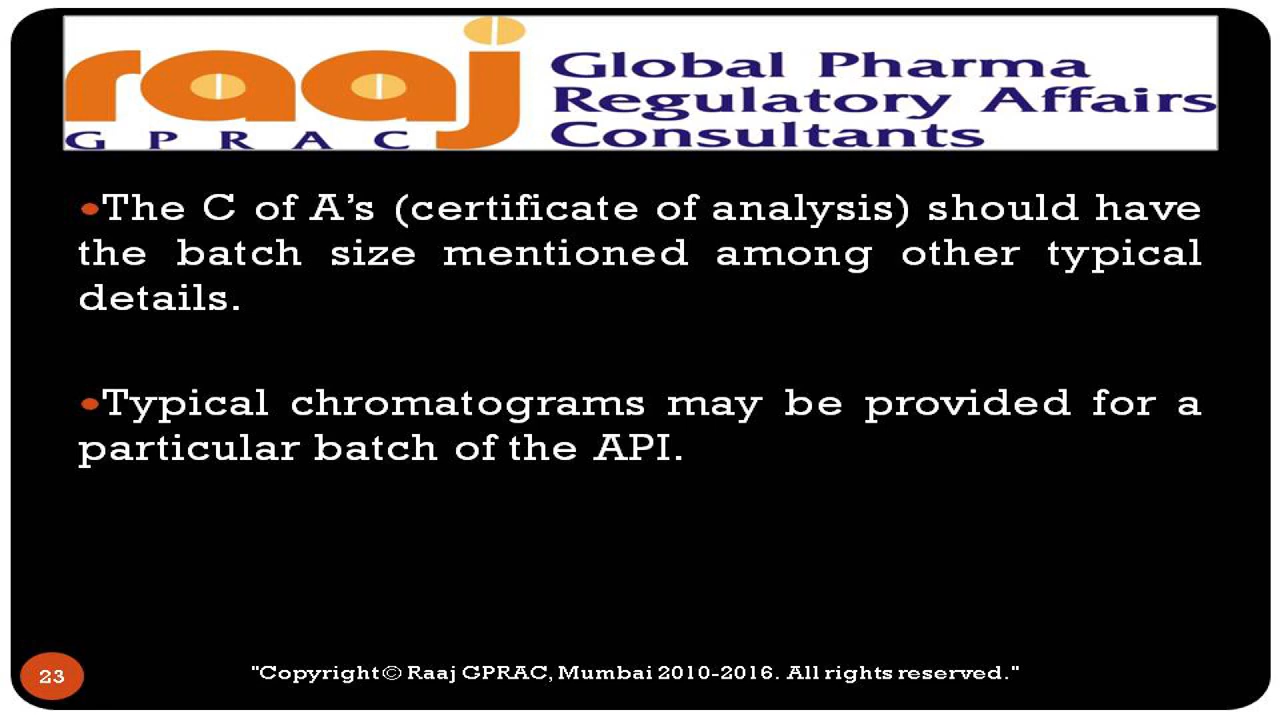 raaj
GPRAC
Global Pharma
Regulatory Affairs
Consultants
•The C of A's (certificate of analysis) should have
the batch size mentioned among other typical
details.
•Typical chromatograms may be provided for a
particular batch of the API.
23
"Copyright© Raaj GPRAC, Mumbai 2010-2016. All rights reserved."